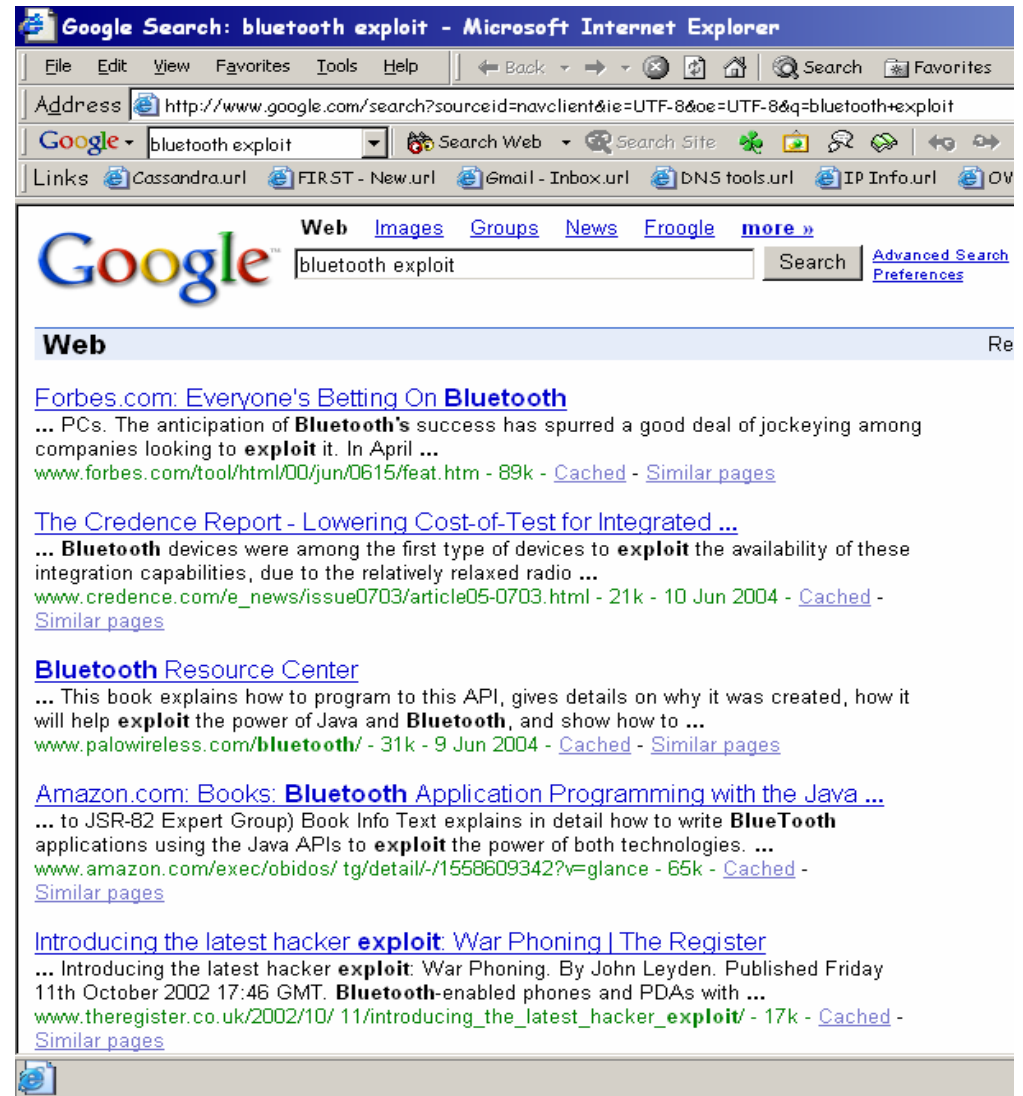 Google Search: bluetooth exploit - Microsoft Internet Explorer
File Edit View Favorites Tools Help Back Search Favorites
Address http://www.google.com/search?sourceid=navclient&ie=UTF-8&oe=UTF-8&q=bluetooth+exploit
Google bluetooth exploit Search Web Search Site
Links Cassandra.url FIRST - New.url Gmail - Inbox.url DNS tools.url IP Info.url OV
Web Images Groups News Froogle more »
Google™ bluetooth exploit Search Advanced Search
Preferences
Web Re
Forbes.com: Everyone's Betting On Bluetooth
... PCs. The anticipation of Bluetooth's success has spurred a good deal of jockeying among
companies looking to exploit it. In April ...
www.forbes.com/tool/html/00/jun/0615/feat.htm - 89k - Cached - Similar pages
The Credence Report - Lowering Cost-of-Test for Integrated ...
... Bluetooth devices were among the first type of devices to exploit the availability of these
integration capabilities, due to the relatively relaxed radio ...
www.credence.com/e_news/issue0703/article05-0703.html - 21k - 10 Jun 2004 - Cached -
Similar pages
Bluetooth Resource Center
... This book explains how to program to this API, gives details on why it was created, how it
will help exploit the power of Java and Bluetooth, and show how to ...
www.palowireless.com/bluetooth/ - 31k - 9 Jun 2004 - Cached - Similar pages
Amazon.com: Books: Bluetooth Application Programming with the Java ...
... to JSR-82 Expert Group) Book Info Text explains in detail how to write BlueTooth
applications using the Java APIs to exploit the power of both technologies. ...
www.amazon.com/exec/obidos/ tg/detail/-/1558609342?v=glance - 65k - Cached -
Similar pages
Introducing the latest hacker exploit: War Phoning | The Register
... Introducing the latest hacker exploit: War Phoning. By John Leyden. Published Friday
11th October 2002 17:46 GMT. Bluetooth-enabled phones and PDAs with ...
www.theregister.co.uk/2002/10/ 11/introducing_the_latest_hacker_exploit/ - 17k - Cached -
Similar pages